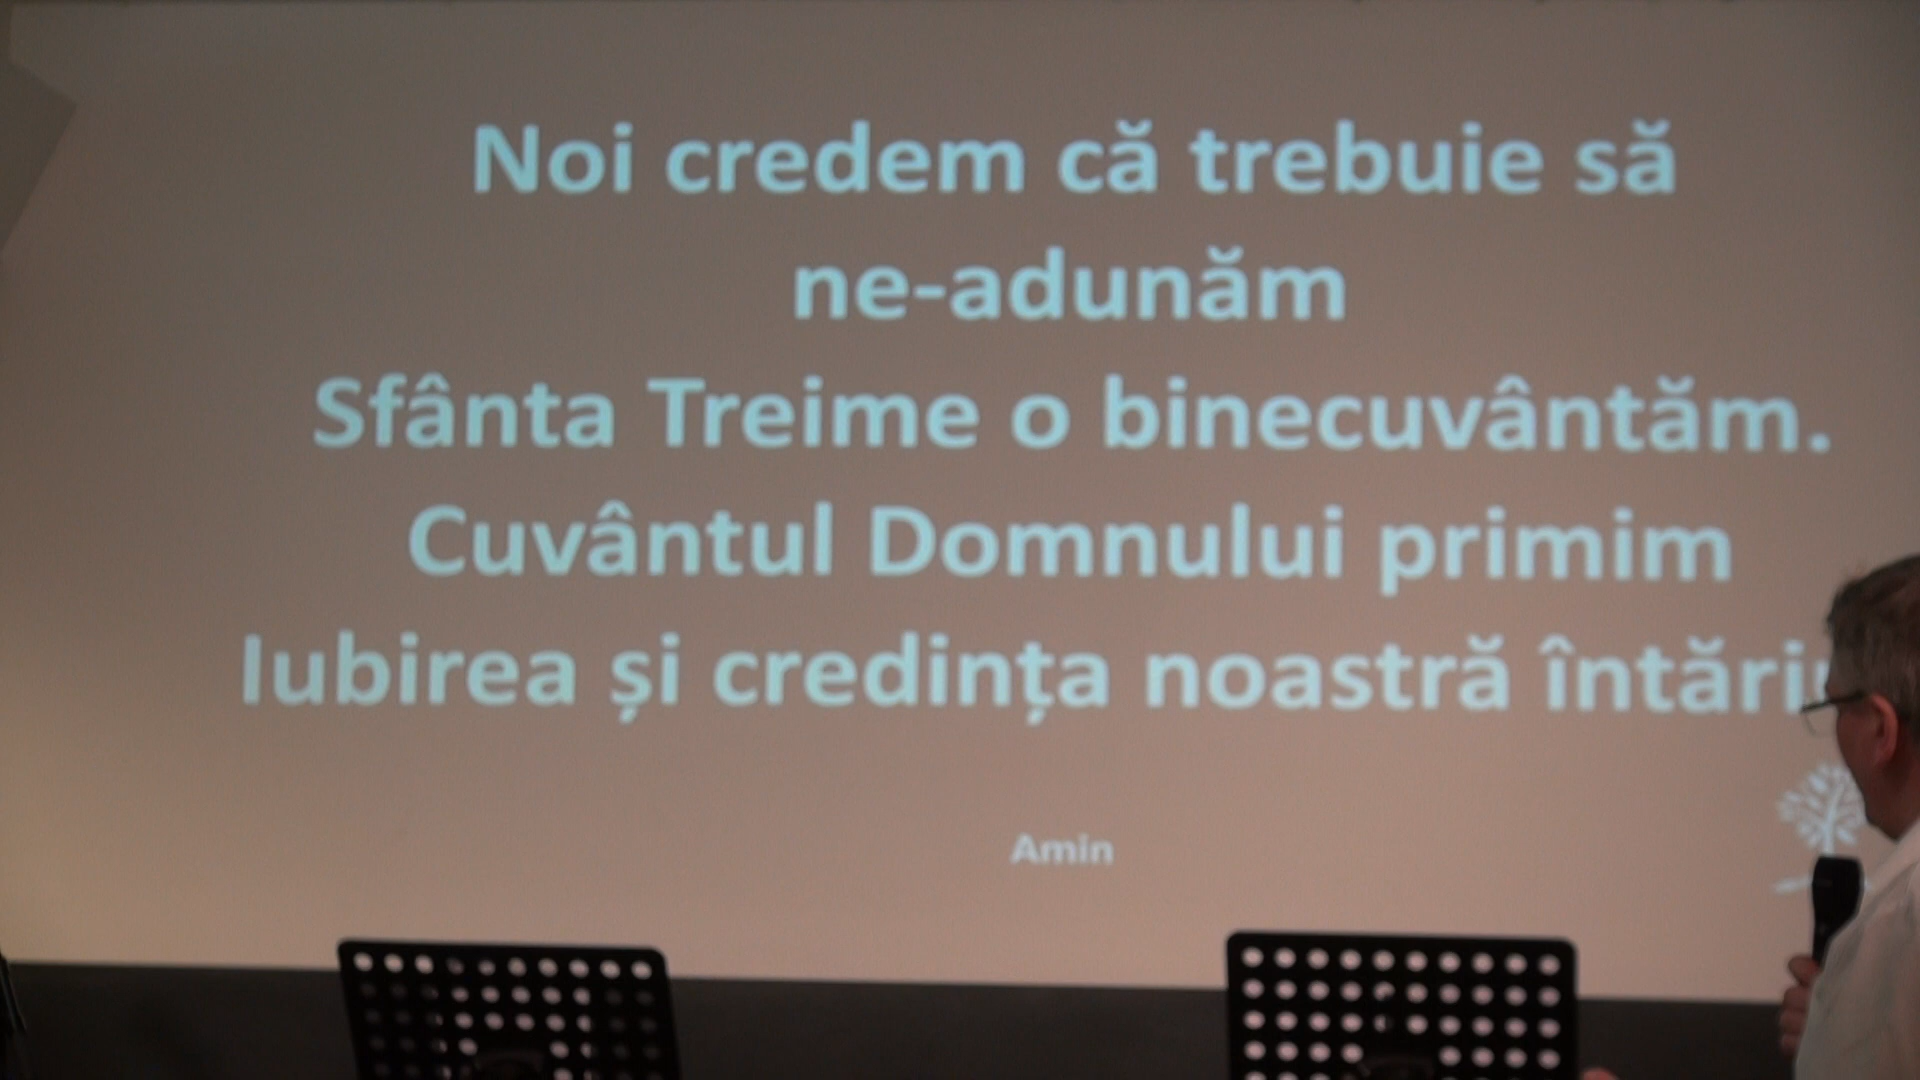 Noi credem că trebuie să
ne-adunăm
Sfânta Treime o binecuvântăm.
Cuvântul Domnului primim
Iubirea și credința noastră
Amin